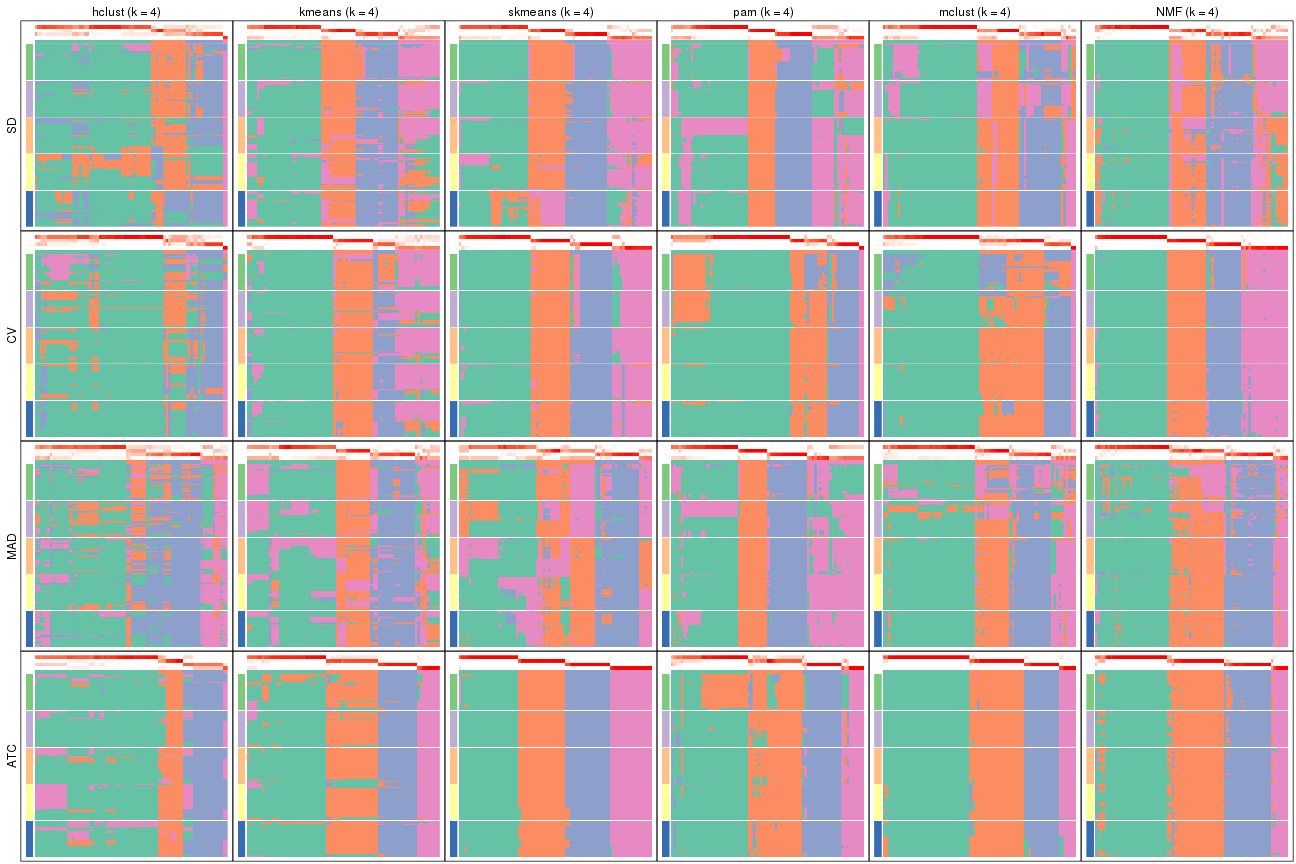 hclust (k = 4)
kmeans (k = 4)
skmeans (k = 4)
pam (k = 4)
mclust (k = 4)
NMF (k = 4)
SD
CV
MAD
ATC